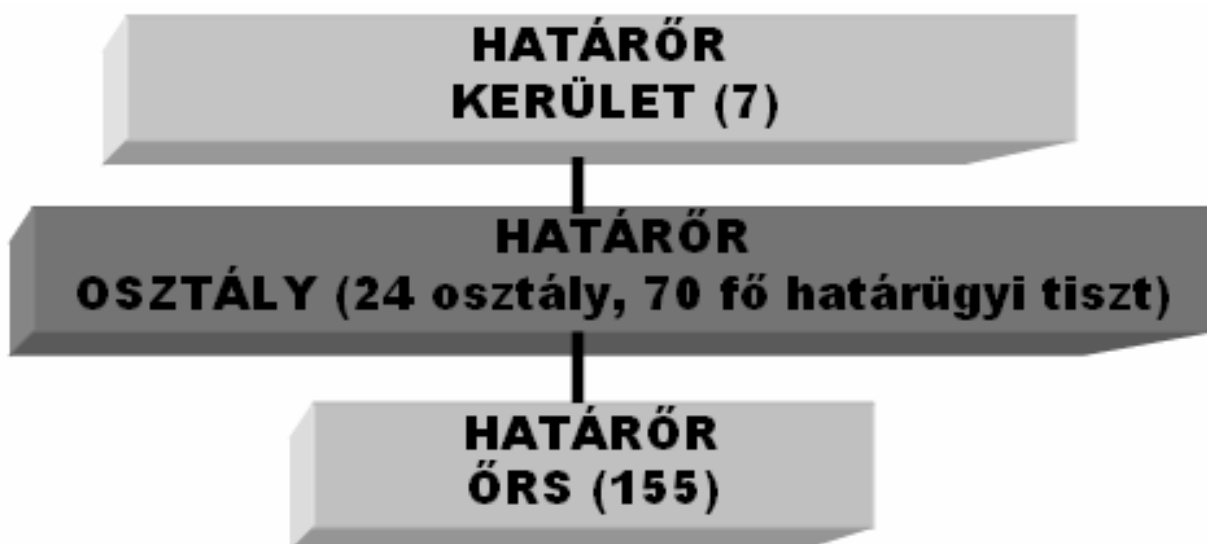 HATÁRŐR
KERÜLET (7)
HATÁRŐR
OSZTÁLY (24 osztály, 70 fő határügyi tiszt)
HATÁRŐR
ŐRS (155)